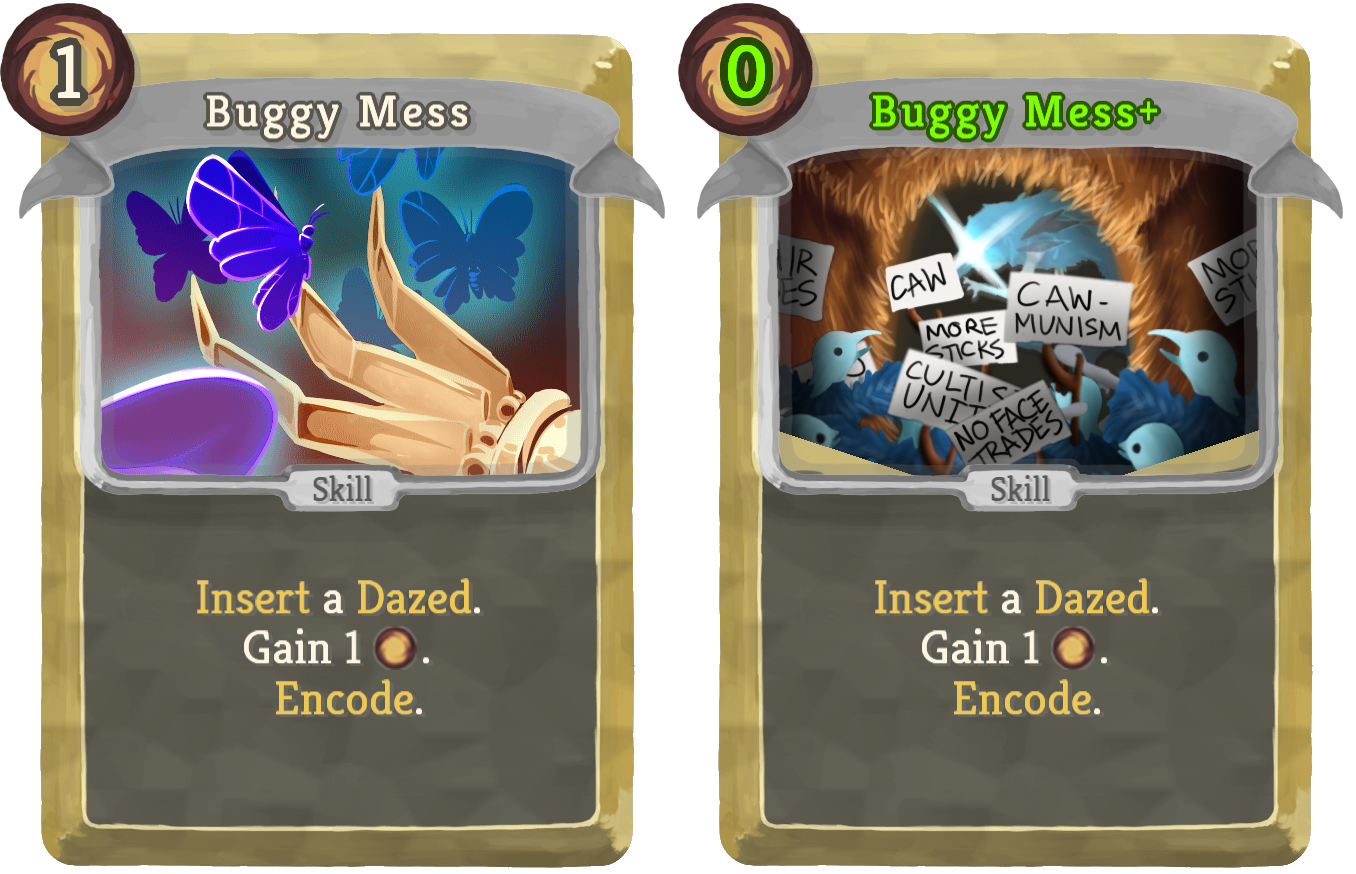 1
Buggy Mess
Skill
Insert a Dazed.
Gain 1 .
Encode.
0
Buggy Mess+
CAW
CAW-
MUNISM
MORE
STICKS
NO FACE
TRADES
Skill
Insert a Dazed.
Gain 1 .
Encode.